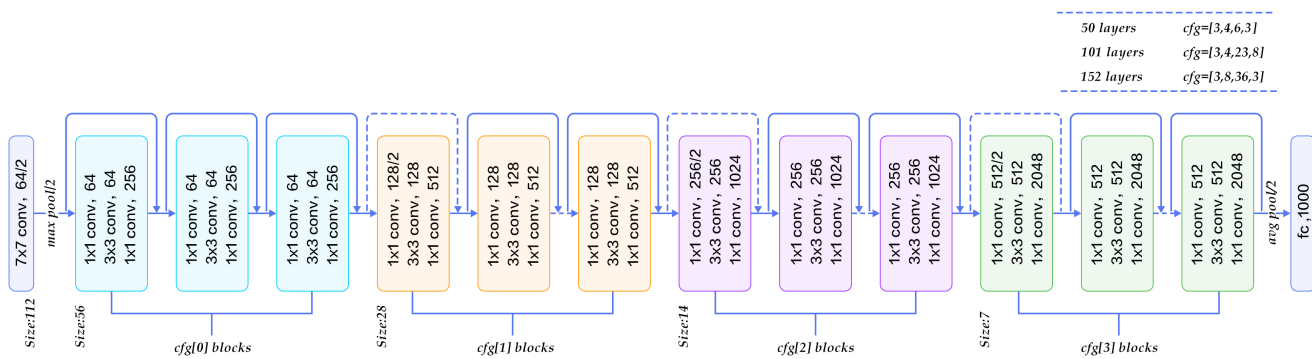 50 layers cfg=[3,4,6,3]
101 layers cfg=[3,4,23,8]
152 layers cfg=[3,8,36,3]
7x7 conv, 64/2
max pool/2
1x1 conv, 64
3x3 conv, 64
1x1 conv, 256
1x1 conv, 64
3x3 conv, 64
1x1 conv, 256
1x1 conv, 64
3x3 conv, 64
1x1 conv, 256
1x1 conv, 128/2
3x3 conv, 128
1x1 conv, 512
1x1 conv, 128
3x3 conv, 128
1x1 conv, 512
1x1 conv, 128
3x3 conv, 128
1x1 conv, 512
1x1 conv, 256/2
3x3 conv, 256
1x1 conv, 1024
1x1 conv, 256
3x3 conv, 256
1x1 conv, 1024
1x1 conv, 256
3x3 conv, 256
1x1 conv, 1024
1x1 conv, 512/2
3x3 conv, 512
1x1 conv, 2048
1x1 conv, 512
3x3 conv, 512
1x1 conv, 2048
1x1 conv, 512
3x3 conv, 512
1x1 conv, 2048
avg pool/2
fc ,1000
Size:112
Size:56
Size:28
Size:14
Size:7
cfg[0] blocks
cfg[1] blocks
cfg[2] blocks
cfg[3] blocks